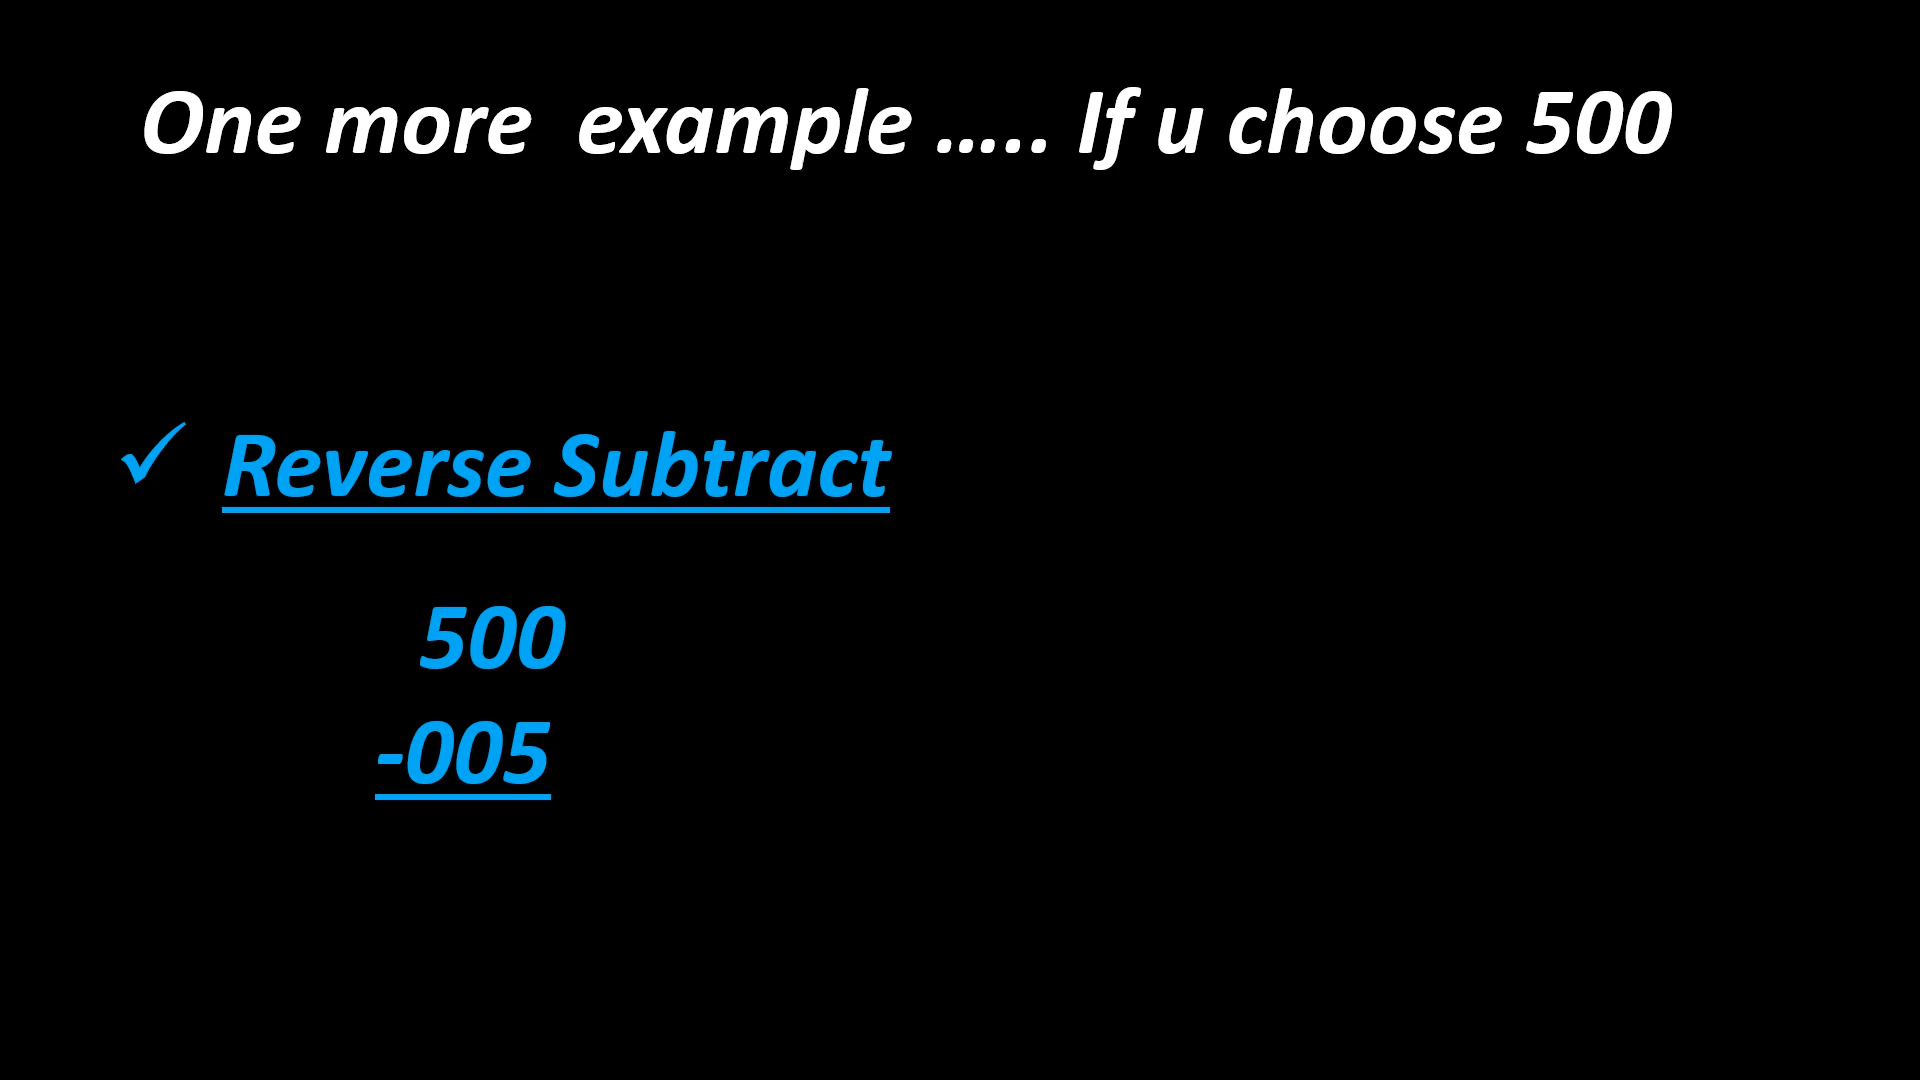 One more  example ….. If u choose 500
✓ Reverse Subtract
500
-005